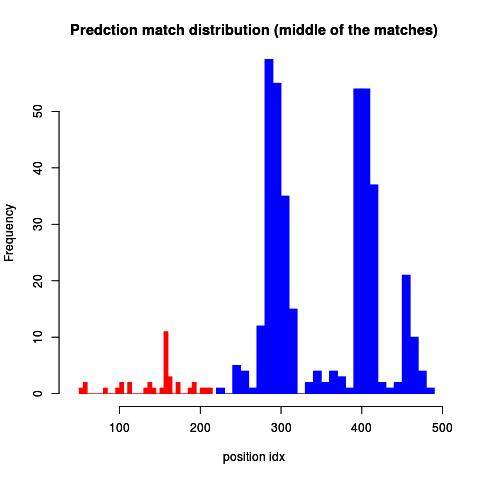 Predction match distribution (middle of the matches)
Frequency
50
40
30
20
10
0
100 200 300 400 500
position idx